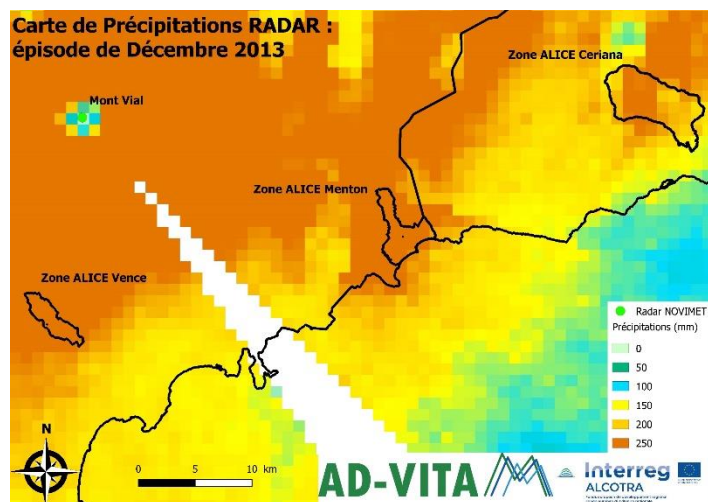 Carte de Précipitations RADAR :
épisode de Décembre 2013
Zone ALICE Ceriana
Mont Vial
Zone ALICE Menton
Zone ALICE Vence
Radar NOVIMET
Précipitations (mm)
0
50
100
150
200
250
N
0 5 10 km
AD-VITA
Interreg
ALCOTRA